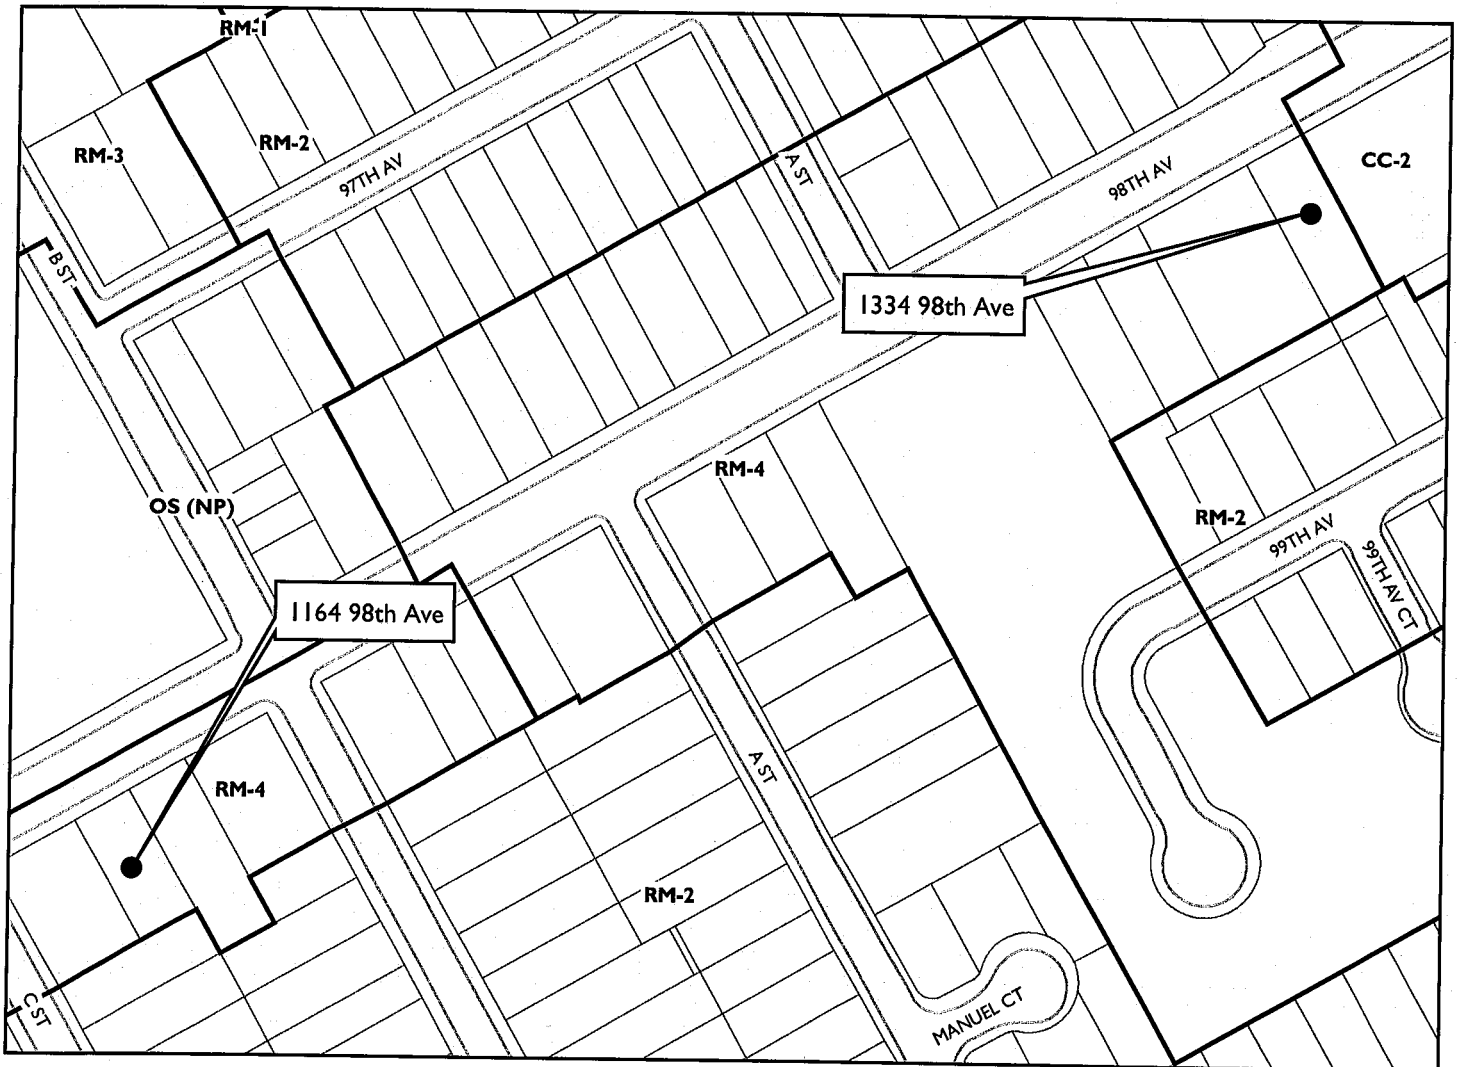 RM-1
RM-2
RM-3
97TH AV
A ST
98TH AV
CC-2
B ST
1334 98th Ave
RM-4
OS (NP)
RM-2
99TH AV
99TH AV CT
1164 98th Ave
A ST
RM-4
RM-2
C ST
MANUEL CT